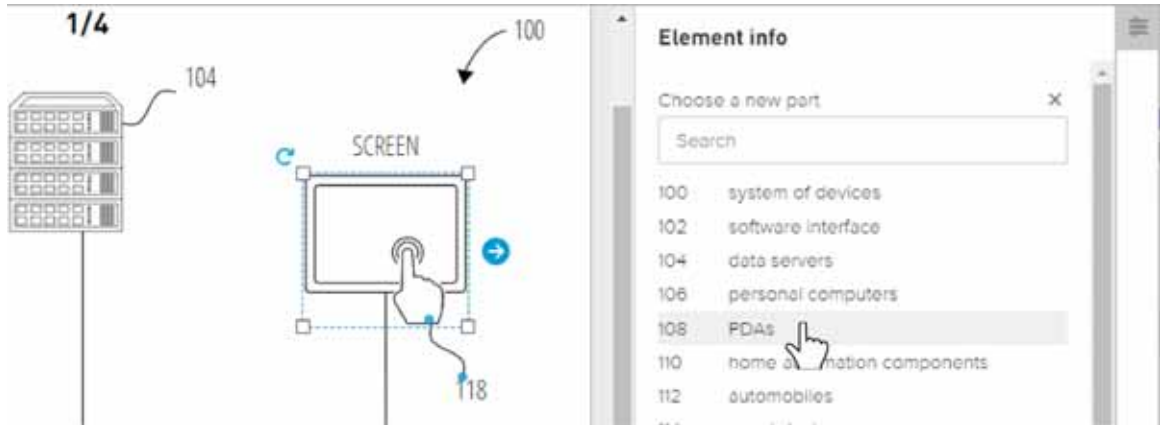 1/4
100
104
SCREEN
118
Element info
Choose a new part
Search
100 system of devices
102 software interface
104 data servers
106 personal computers
108 PDAs
110 home mation components
112 automobiles